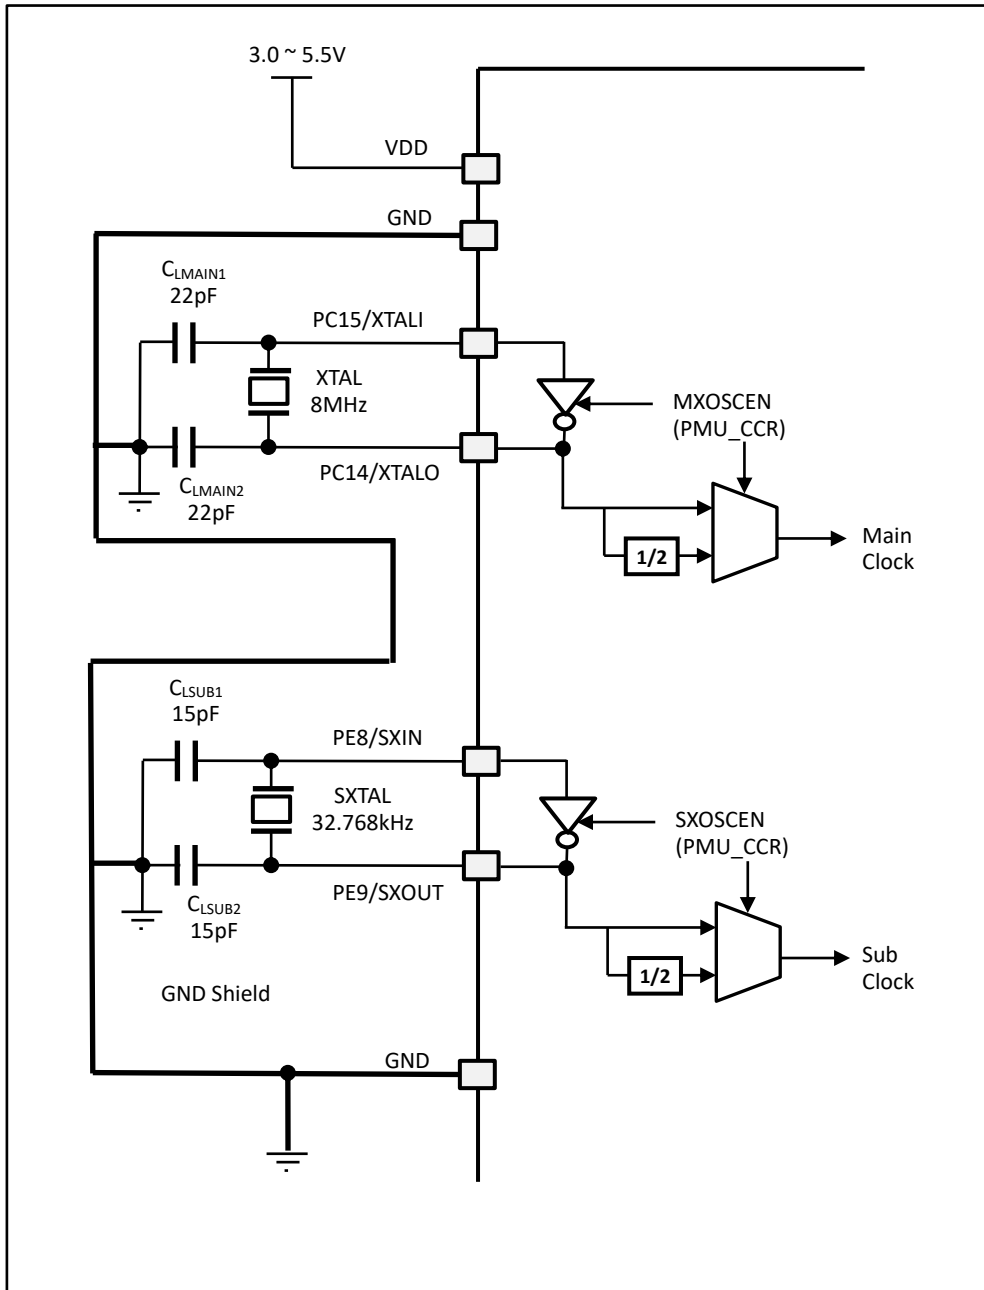 3.0 ~ 5.5V
VDD
GND
CLMAIN1
22pF
PC15/XTALI
XTAL
8MHz
MXOSCEN
(PMU_CCR)
PC14/XTALO
CLMAIN2
22pF
1/2
Main
Clock
CLSUB1
15pF
PE8/SXIN
SXTAL
32.768kHz
SXOSCEN
(PMU_CCR)
PE9/SXOUT
CLSUB2
15pF
1/2
Sub
Clock
GND Shield
GND